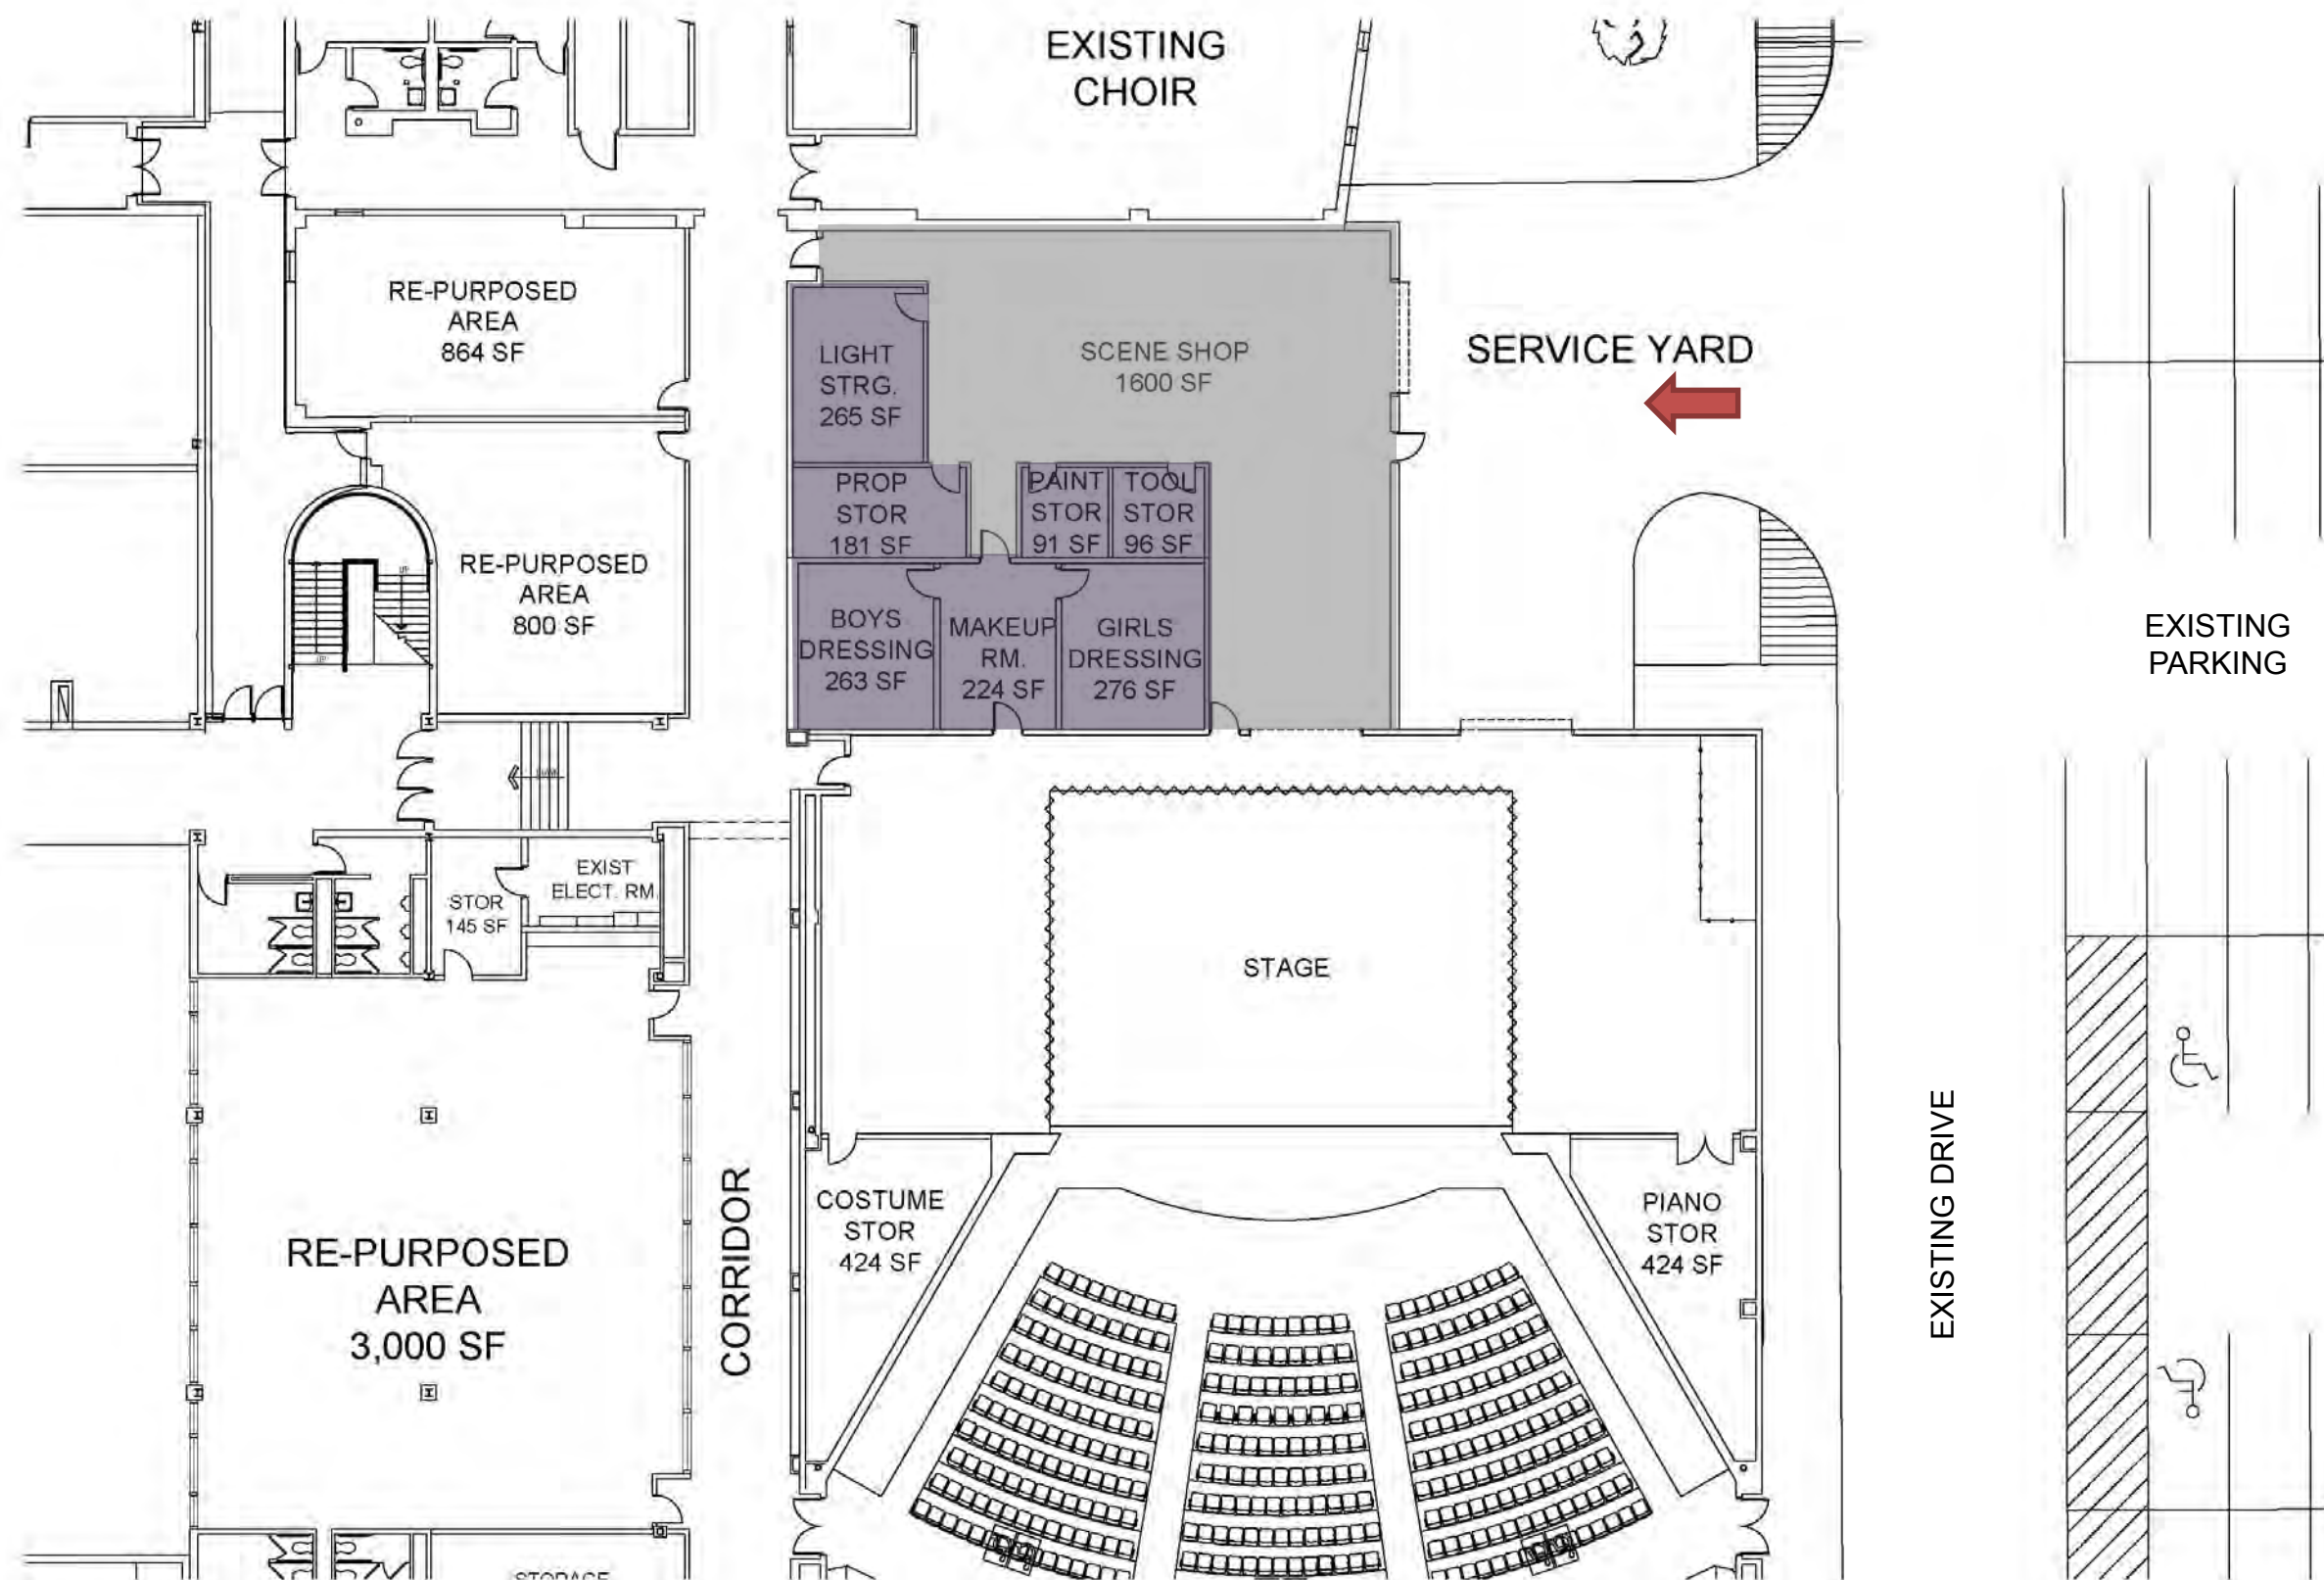 EXISTING
CHOIR
RE-PURPOSED
AREA
864 SF
LIGHT
STRG.
265 SF
SCENE SHOP
1600 SF
SERVICE YARD
PROP
STOR
181 SF
PAINT
STOR
91 SF
TOOL
STOR
96 SF
RE-PURPOSED
AREA
800 SF
BOYS
DRESSING
263 SF
MAKEUP
RM.
224 SF
GIRLS
DRESSING
276 SF
EXISTING
PARKING
EXIST
ELECT. RM.
STOR
145 SF
STAGE
COSTUME
STOR
424 SF
PIANO
STOR
424 SF
RE-PURPOSED
AREA
3,000 SF
CORRIDOR
EXISTING DRIVE
STORAGE